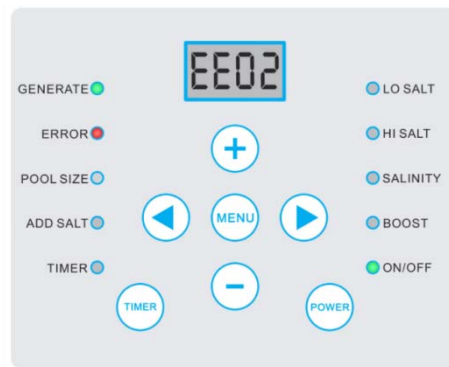 EE02
GENERATE
ERROR
POOL SIZE
ADD SALT
TIMER
LO SALT
HI SALT
SALINITY
BOOST
ON/OFF
+
MENU
−
TIMER
POWER